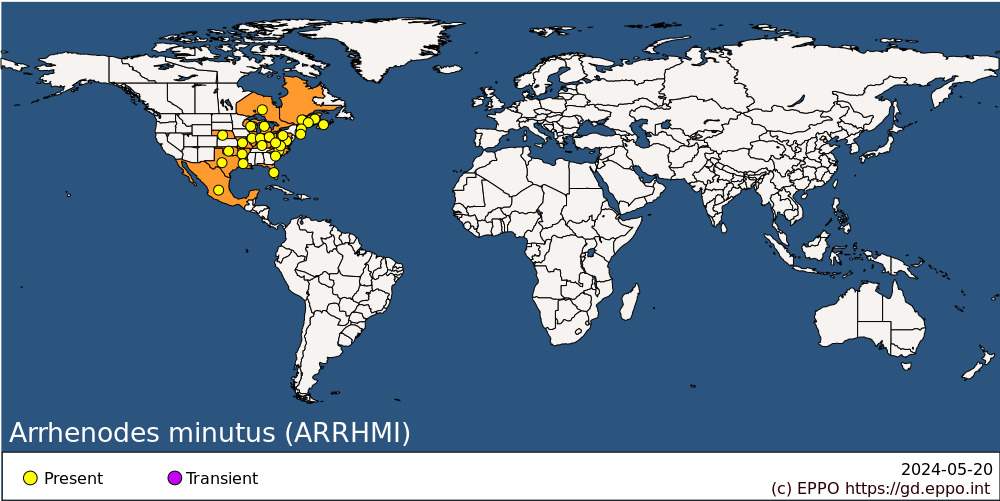 Arrhenodes minutus (ARRHMI)
Present
Transient
2024-05-20
(c) EPPO https://gd.eppo.int